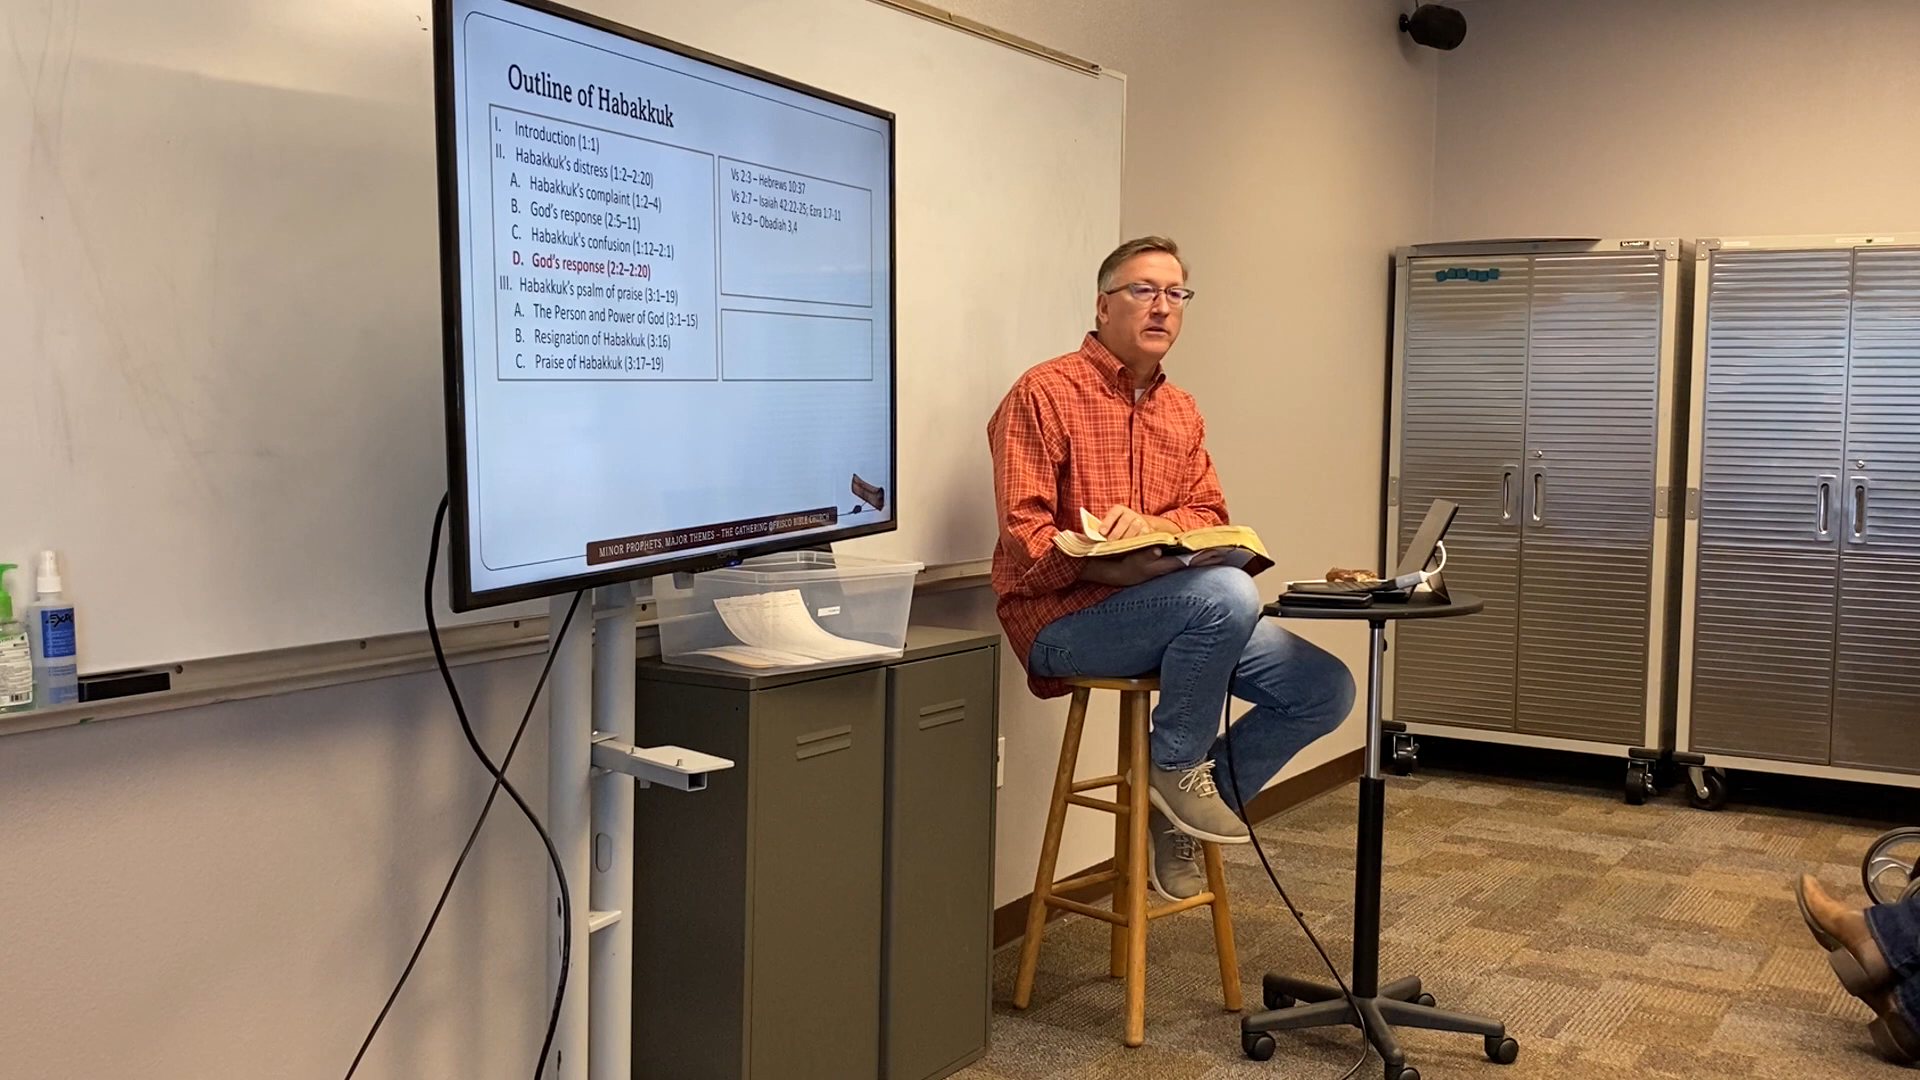 Outline of Habakkuk
I. Introduction (1:1)
II. Habakkuk's distress (1:2–2:20)
A. Habakkuk's complaint (1:2–4)
B. God's response (2:5–11)
C. Habakkuk's confusion (1:12–2:1)
D. God's response (2:2–2:20)
III. Habakkuk's psalm of praise (3:1–19)
A. The Person and Power of God (3:1–15)
B. Resignation of Habakkuk (3:16)
C. Praise of Habakkuk (3:17–19)
Vs 2:3 – Hebrews 10:37
Vs 2:7 – Isaiah 42:22-25; Ezra 1:7-11
Vs 2:9 – Obadiah 3,4
MINOR PROPHETS, MAJOR THEMES – THE GATHERING @FRISCO BIBLE CHURCH
EXPO